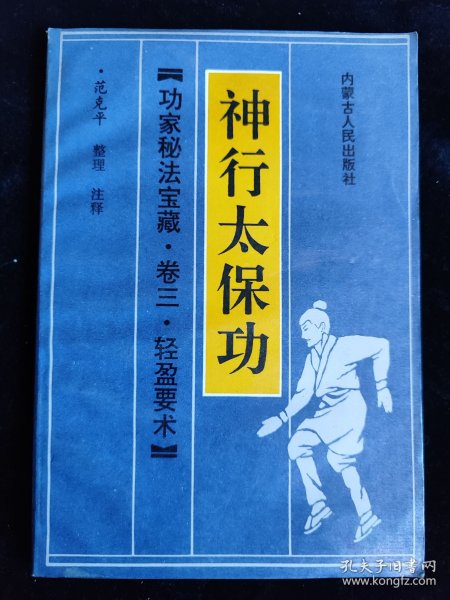 内蒙古人民出版社
神行太保功
【功家秘法宝藏·卷三·轻盈要术】
·范克平 整理 注释
孔夫子旧书网
www.kongfz.com